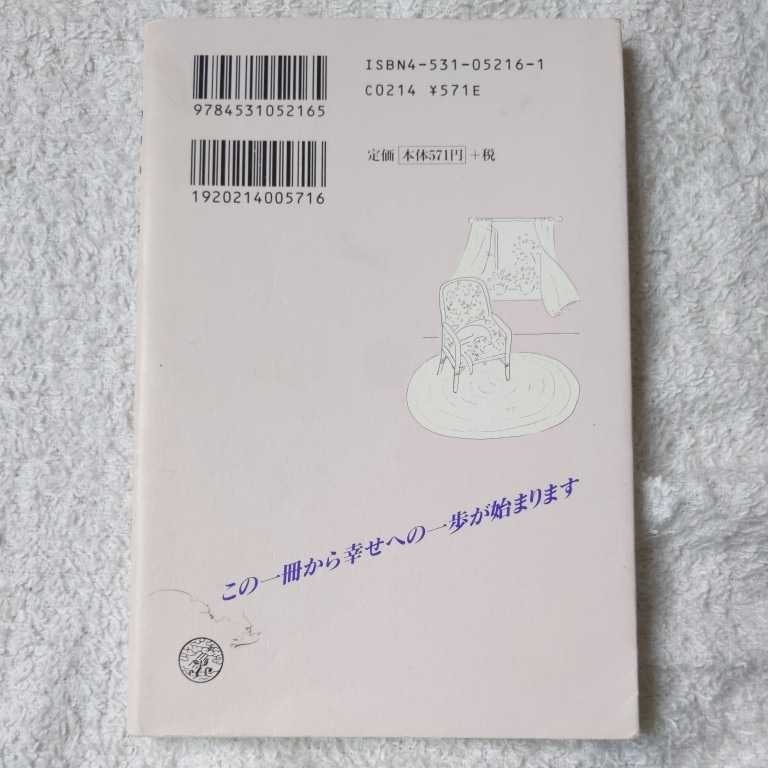 ISBN4-531-05216-1
9784531052165
C0214 ¥571E
定価 本体571円 +税
1920214005716
この一冊から幸せへの一歩が始まります